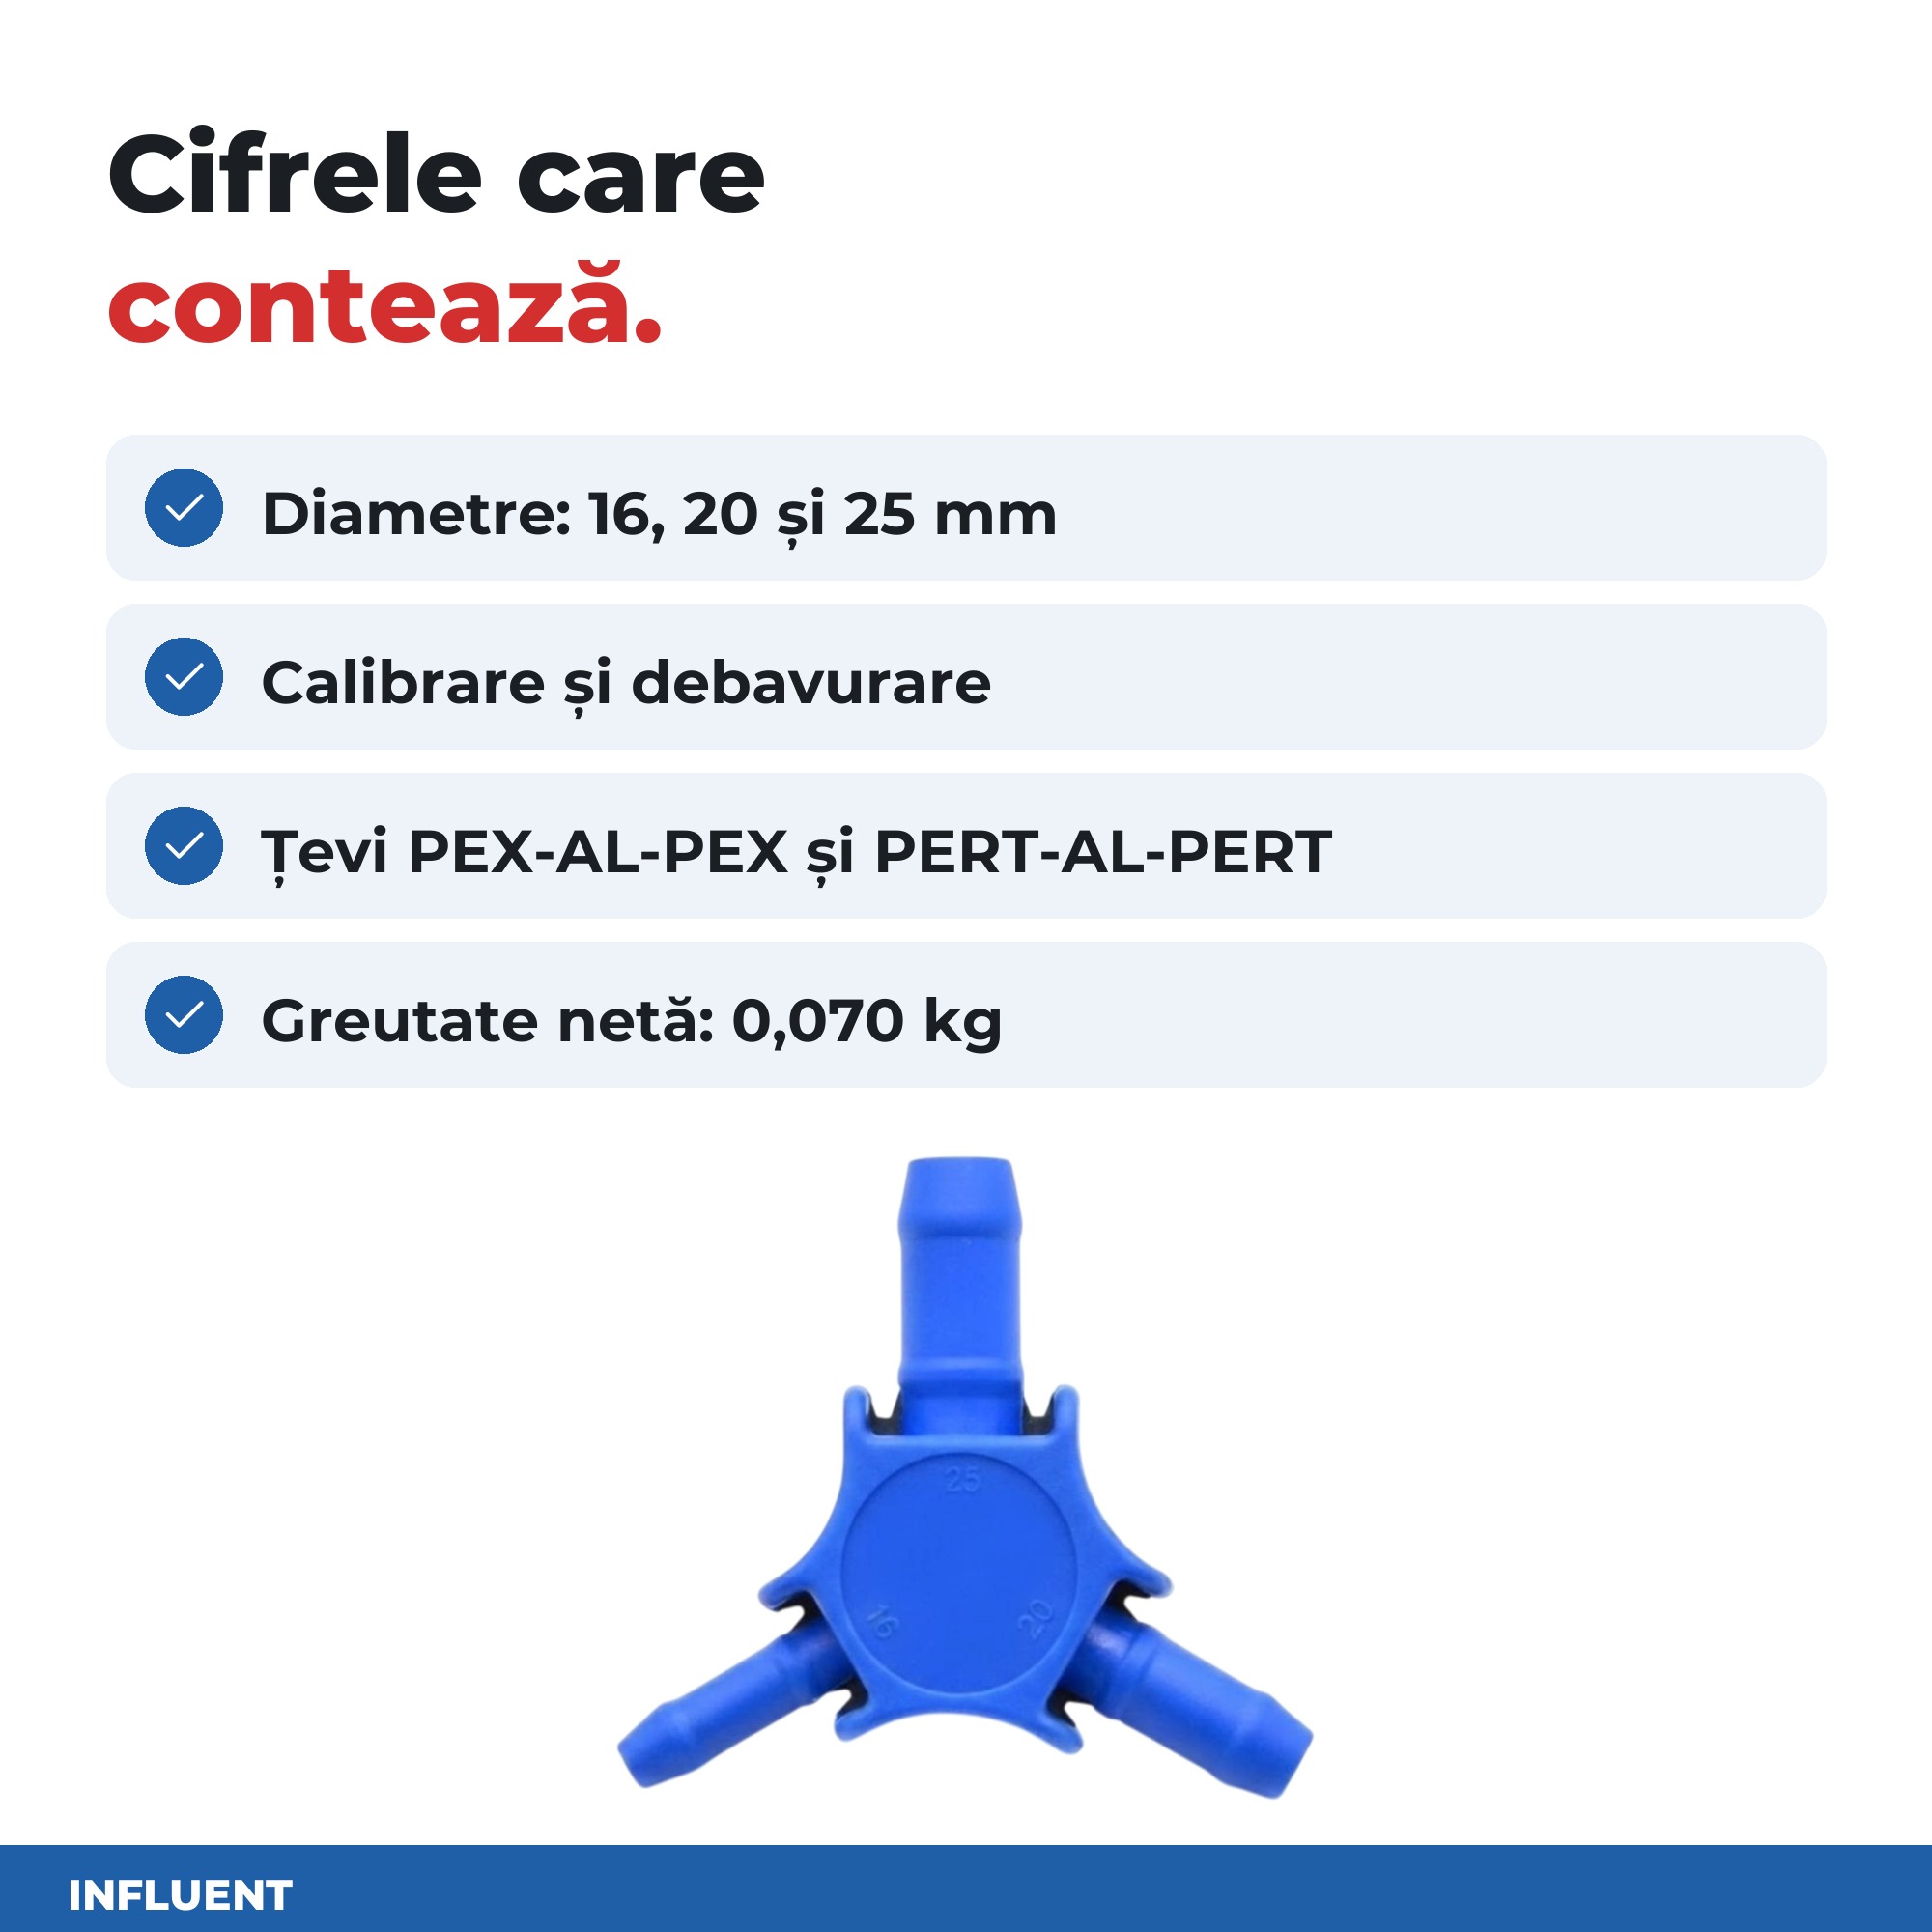 Cifrele care
contează.
Diametre: 16, 20 și 25 mm
Calibrare și debavurare
Țevi PEX-AL-PEX și PERT-AL-PERT
Greutate netă: 0,070 kg
25
16
20
INFLUENT